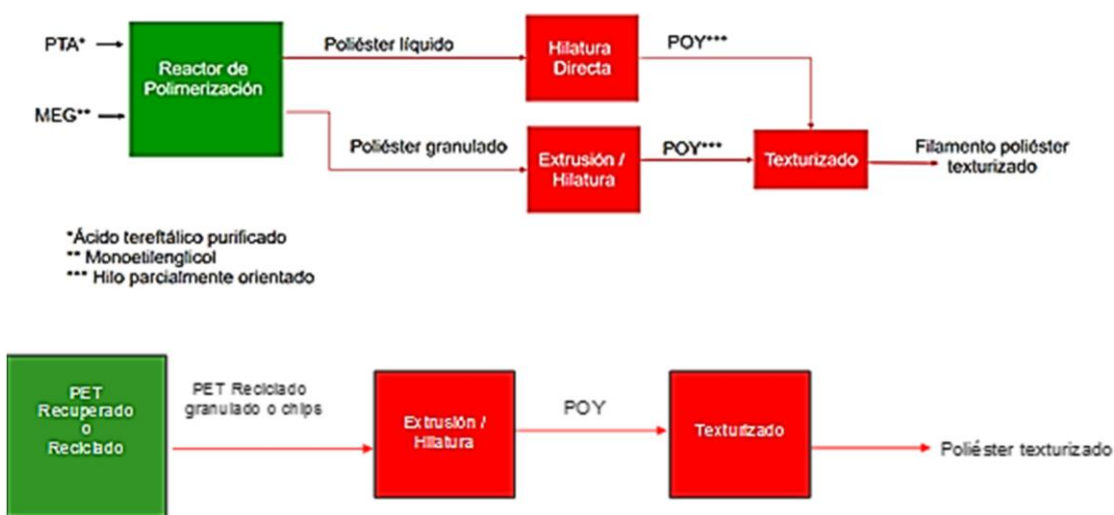 PTA*
MEG**
Reactor de
Polimerización
Poliéster líquido
Poliéster granulado
Hilatura
Directa
Extrusión /
Hilatura
POY***
POY***
Texturizado
Filamento poliéster
texturizado
*Ácido tereftálico purificado
** Monoetilenglicol
*** Hilo parcialmente orientado
PET
Recuperado
o
Reciclado
PET Reciclado
granulado o chips
Extrusión /
Hilatura
POY
Texturizado
Poliéster texturizado